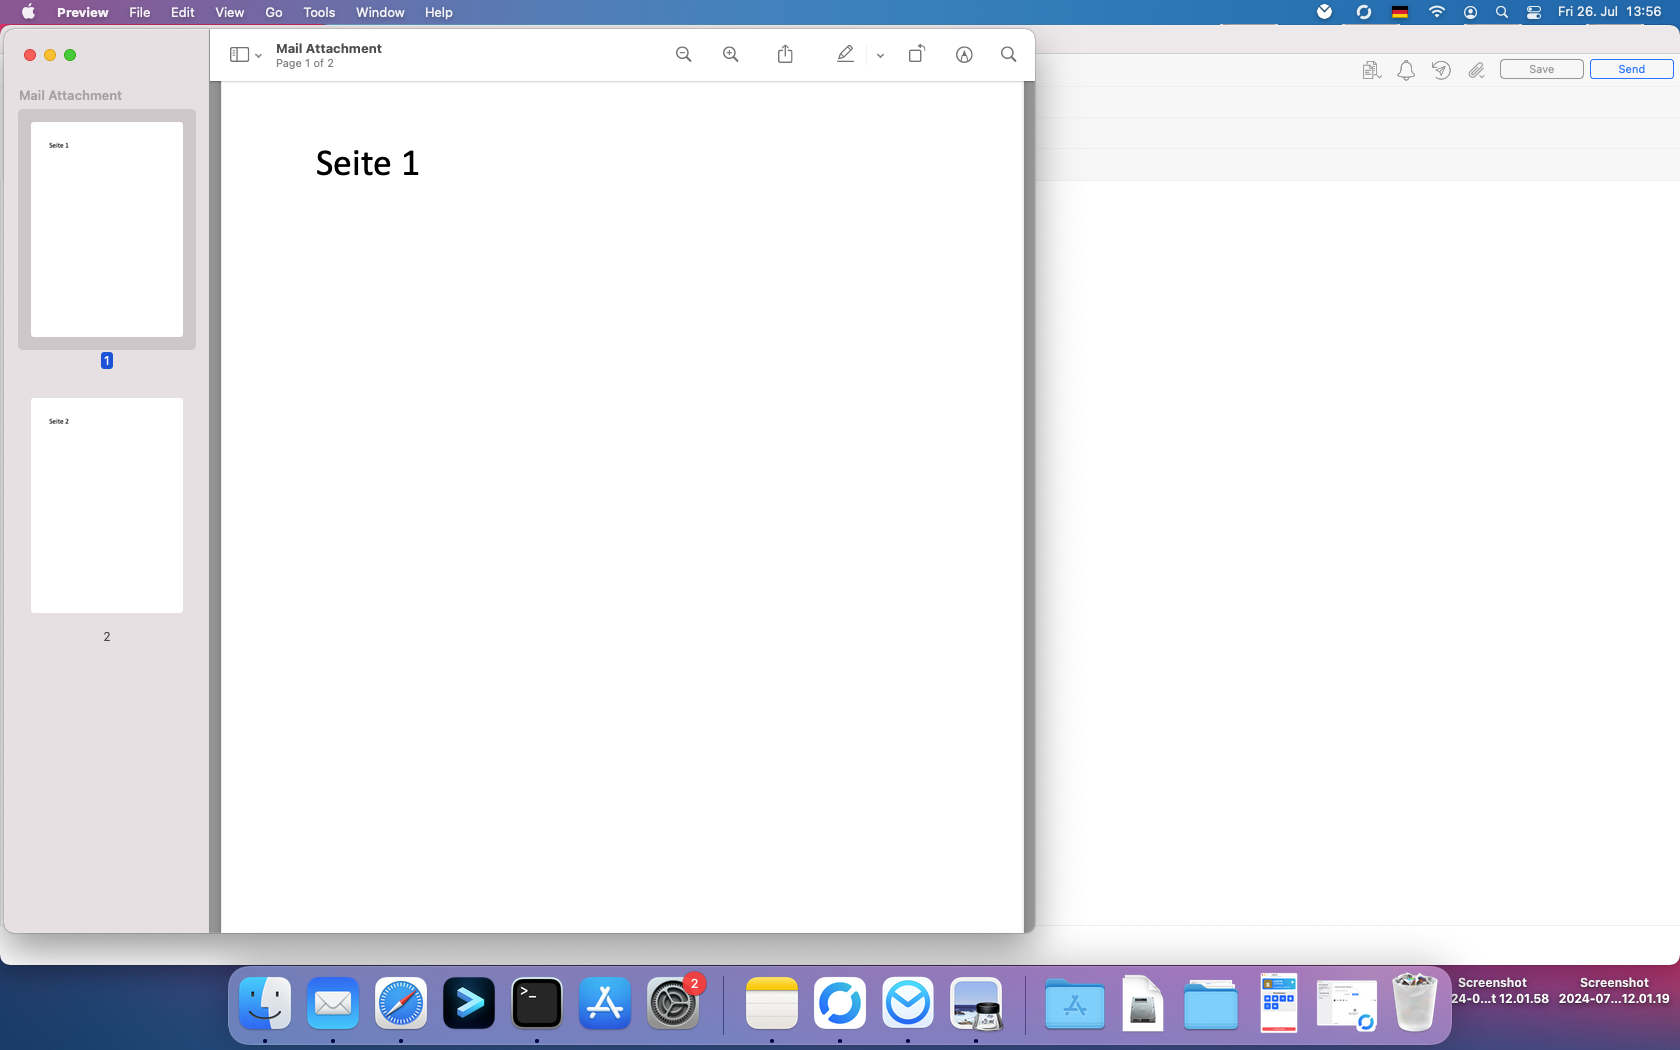 Preview File Edit View Go Tools Window Help
Fri 26. Jul 13:56
Mail Attachment
Page 1 of 2
Save
Send
Mail Attachment
Seite 1
1
Seite 2
2
Seite 1
>_
2
Screenshot
24-0...t 12.01.58
Screenshot
2024-07...12.01.19